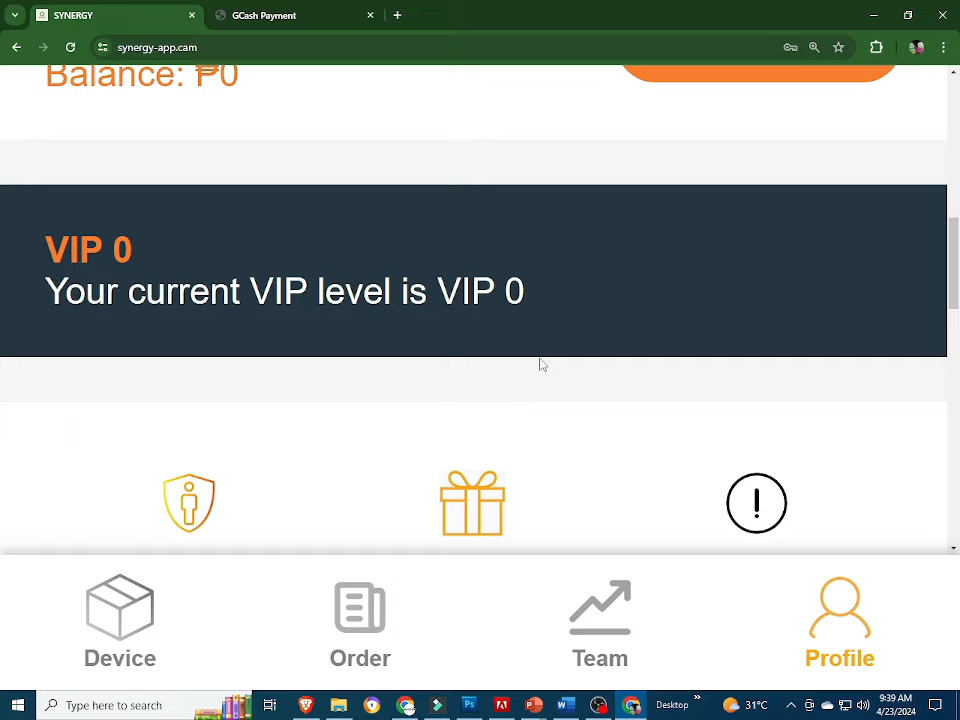 SYNERGY
GCash Payment
synergy-app.cam
Balance: ₱0
VIP 0
Your current VIP level is VIP 0
Device
Order
Team
Profile
Type here to search
Desktop
31°C
9:39 AM
4/23/2024